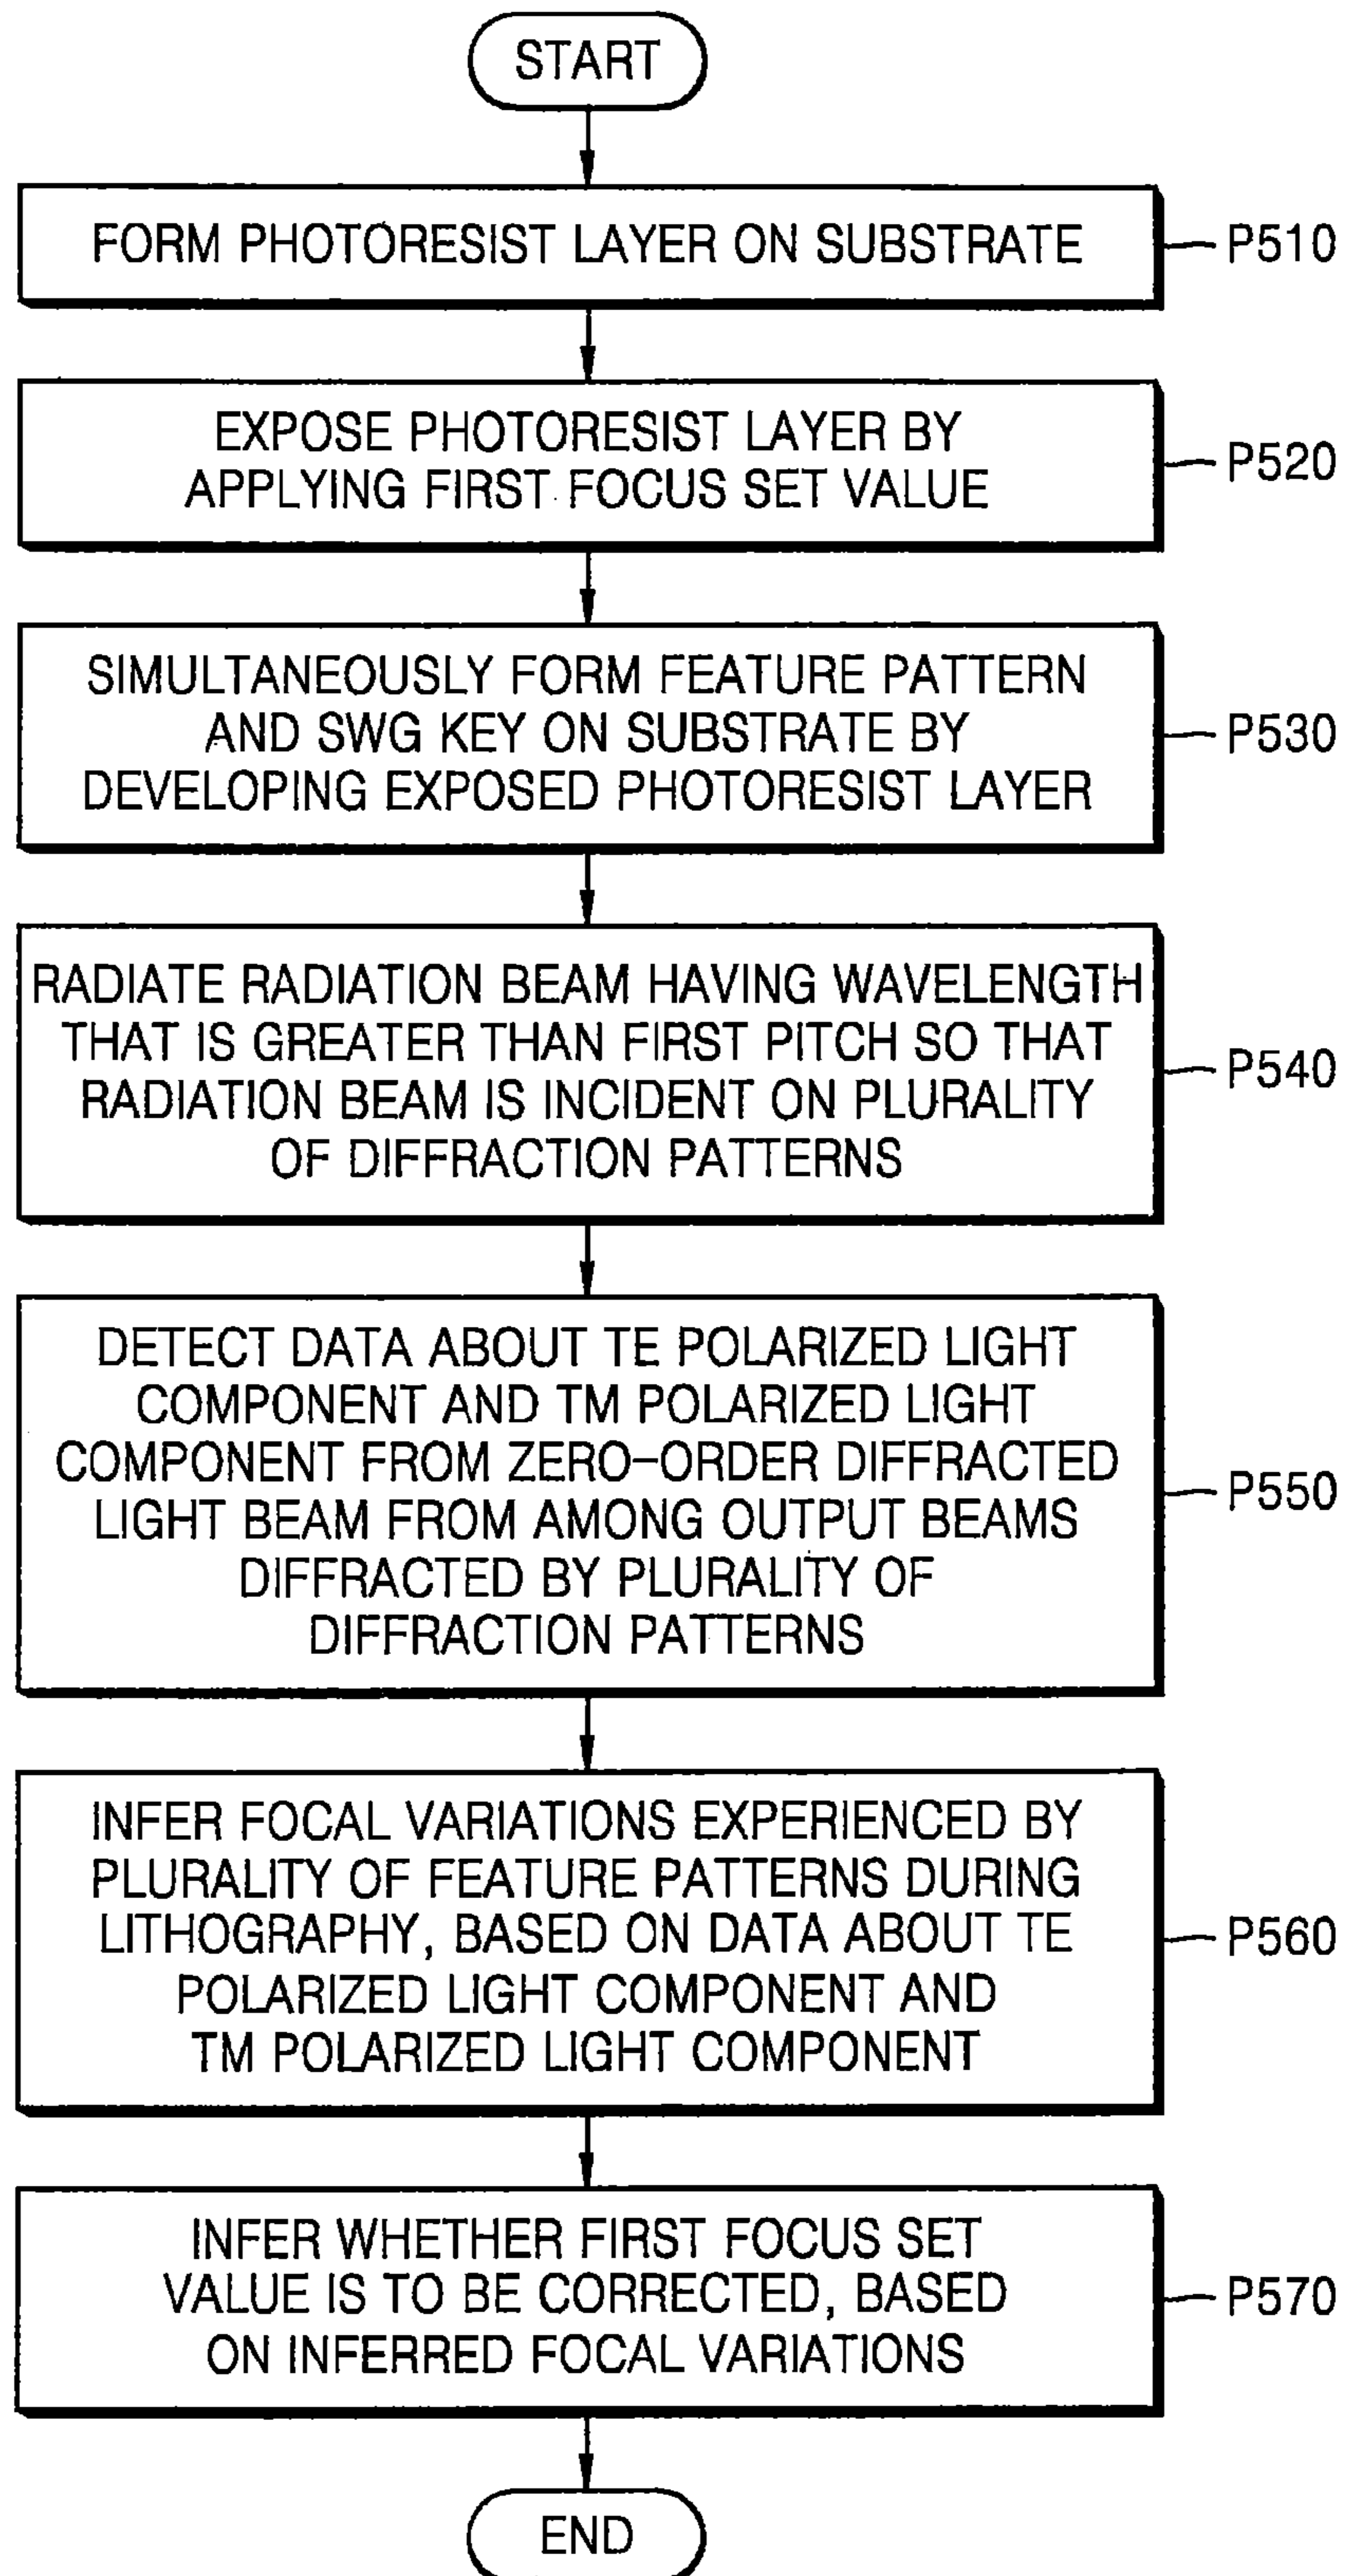 START
FORM PHOTORESIST LAYER ON SUBSTRATE
P510
EXPOSE PHOTORESIST LAYER BY
APPLYING FIRST FOCUS SET VALUE
P520
SIMULTANEOUSLY FORM FEATURE PATTERN
AND SWG KEY ON SUBSTRATE BY
DEVELOPING EXPOSED PHOTORESIST LAYER
P530
RADIATE RADIATION BEAM HAVING WAVELENGTH
THAT IS GREATER THAN FIRST PITCH SO THAT
RADIATION BEAM IS INCIDENT ON PLURALITY
OF DIFFRACTION PATTERNS
P540
DETECT DATA ABOUT TE POLARIZED LIGHT
COMPONENT AND TM POLARIZED LIGHT
COMPONENT FROM ZERO-ORDER DIFFRACTED
LIGHT BEAM FROM AMONG OUTPUT BEAMS
DIFFRACTED BY PLURALITY OF
DIFFRACTION PATTERNS
P550
INFER FOCAL VARIATIONS EXPERIENCED BY
PLURALITY OF FEATURE PATTERNS DURING
LITHOGRAPHY, BASED ON DATA ABOUT TE
POLARIZED LIGHT COMPONENT AND
TM POLARIZED LIGHT COMPONENT
P560
INFER WHETHER FIRST FOCUS SET
VALUE IS TO BE CORRECTED, BASED
ON INFERRED FOCAL VARIATIONS
P570
END